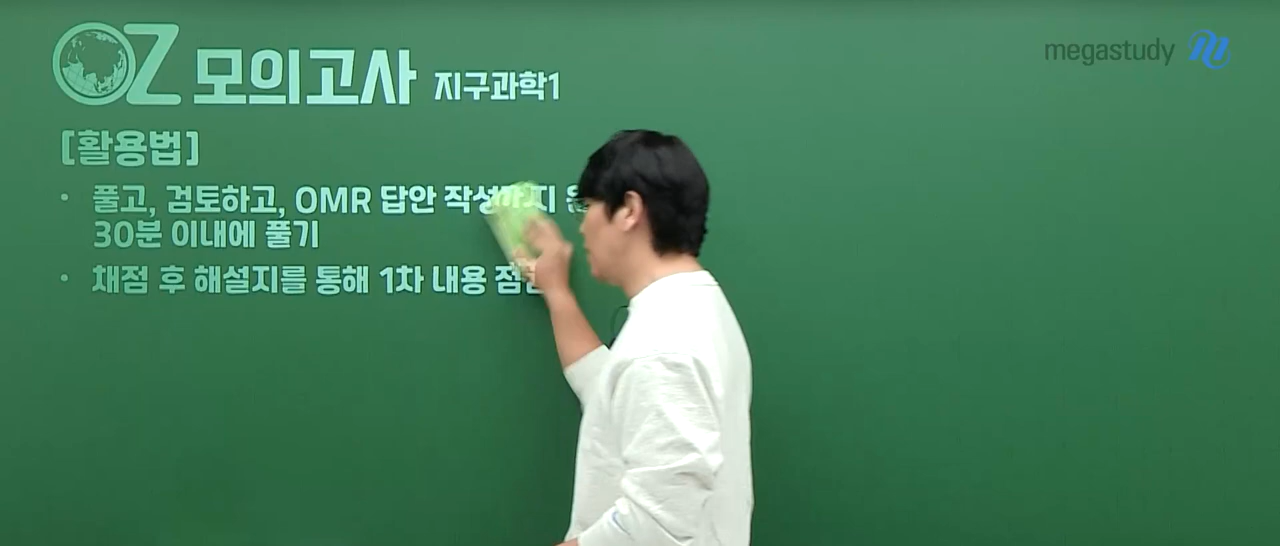 OZ 모의고사 지구과학1
megastudy
[활용법]
• 풀고, 검토하고, OMR 답안
30분 이내에 풀기
• 채점 후 해설지를 통해 1차 내용